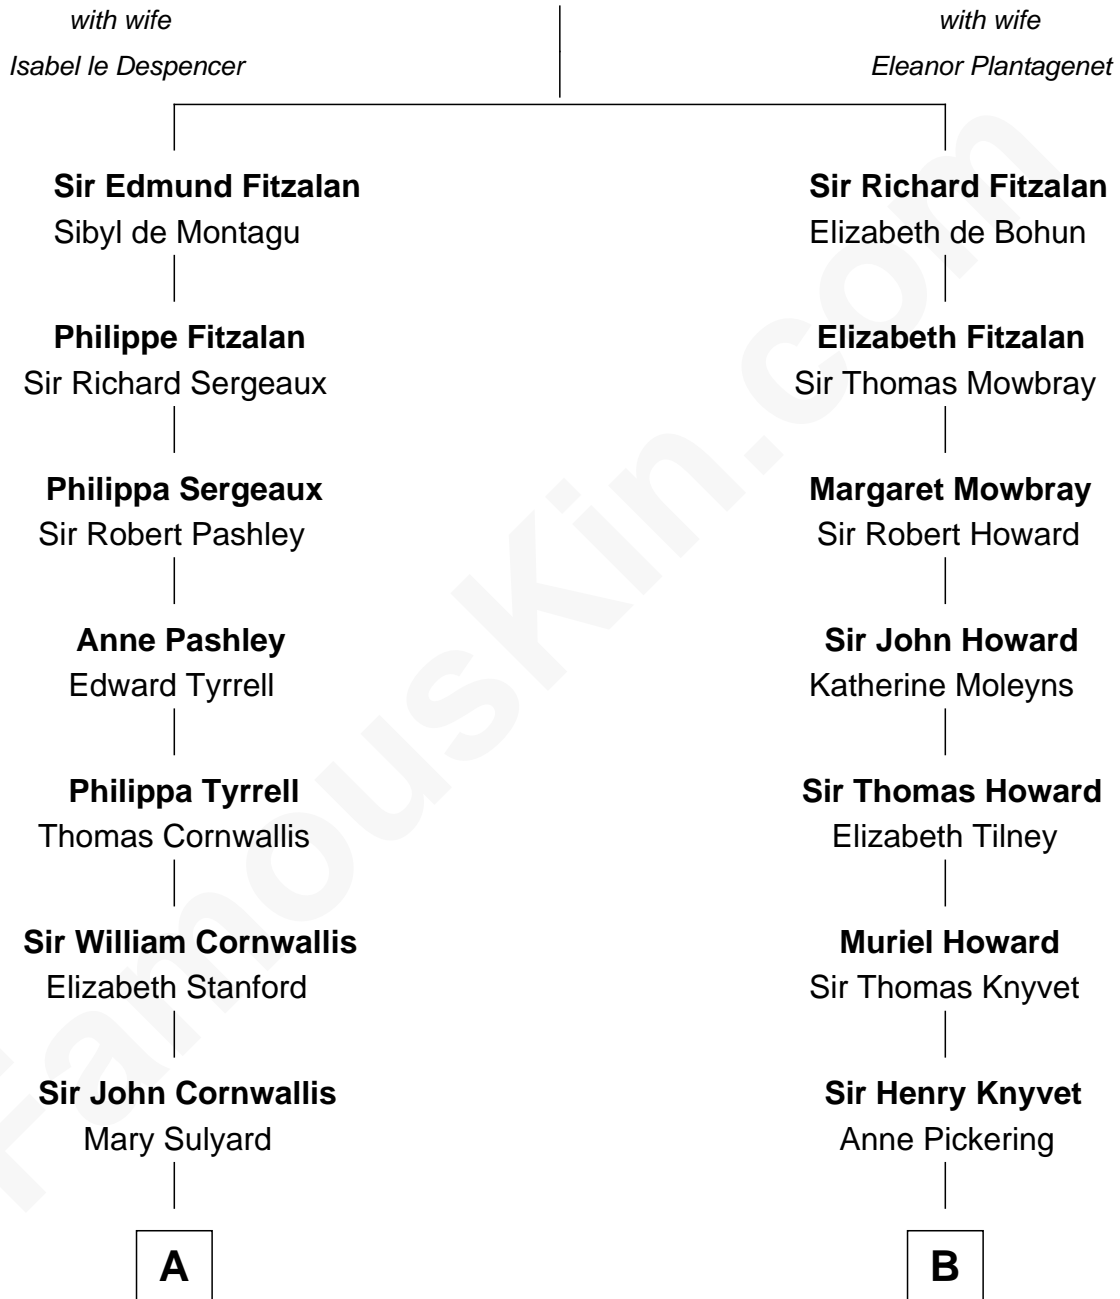 with wife
Isabel le Despencer
with wife
Eleanor Plantagenet
Sir Edmund Fitzalan
Sibyl de Montagu
Sir Richard Fitzalan
Elizabeth de Bohun
Philippe Fitzalan
Sir Richard Sergeaux
Elizabeth Fitzalan
Sir Thomas Mowbray
Philippa Sergeaux
Sir Robert Pashley
Margaret Mowbray
Sir Robert Howard
Anne Pashley
Edward Tyrrell
Sir John Howard
Katherine Moleyns
Philippa Tyrrell
Thomas Cornwallis
Sir Thomas Howard
Elizabeth Tilney
Sir William Cornwallis
Elizabeth Stanford
Muriel Howard
Sir Thomas Knyvet
Sir John Cornwallis
Mary Sulyard
Sir Henry Knyvet
Anne Pickering
A
B
FamousKin.com